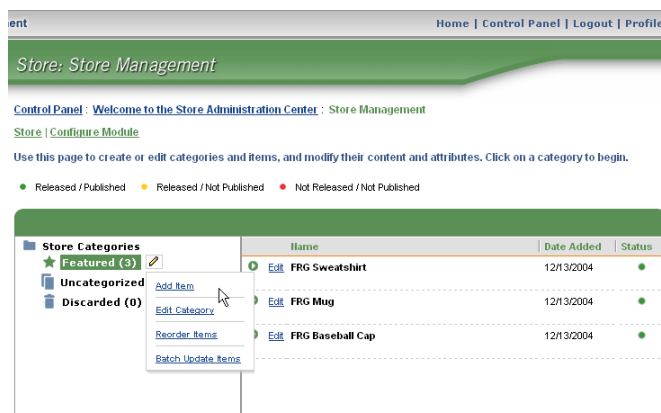 ent
Home | Control Panel | Logout | Profile
Store: Store Management
Control Panel : Welcome to the Store Administration Center : Store Management
Store | Configure Module
Use this page to create or edit categories and items, and modify their content and attributes. Click on a category to begin.
Released / Published Released / Not Published Not Released / Not Published
Store Categories
Featured (3)
Uncategorized
Discarded (0)
Add Item
Edit Category
Reorder Items
Batch Update Items
Name Date Added Status
Edit FRG Sweatshirt 12/13/2004
Edit FRG Mug 12/13/2004
Edit FRG Baseball Cap 12/13/2004